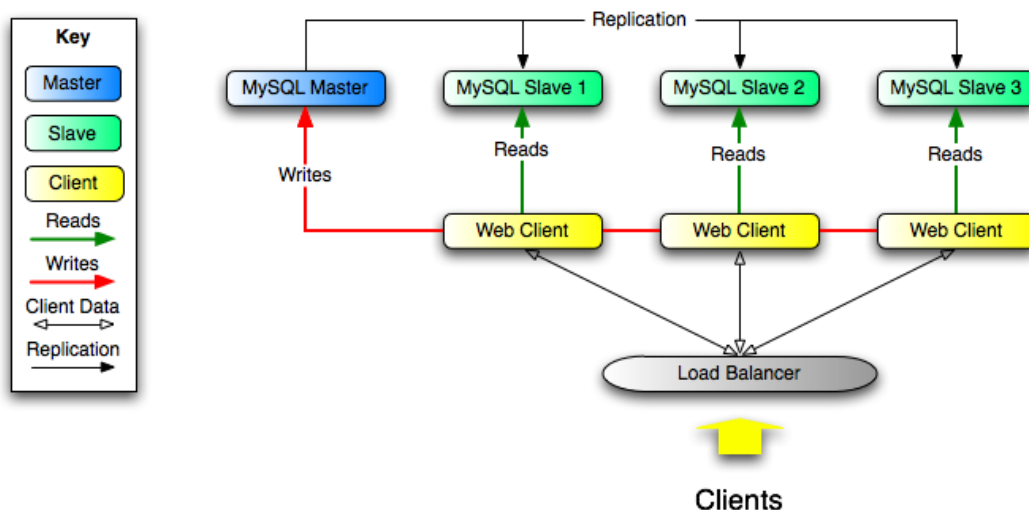 Key
Master
Slave
Client
Reads
Writes
Client Data
Replication
Replication
MySQL Master
MySQL Slave 1
MySQL Slave 2
MySQL Slave 3
Writes
Reads
Reads
Reads
Web Client
Web Client
Web Client
Load Balancer
Clients